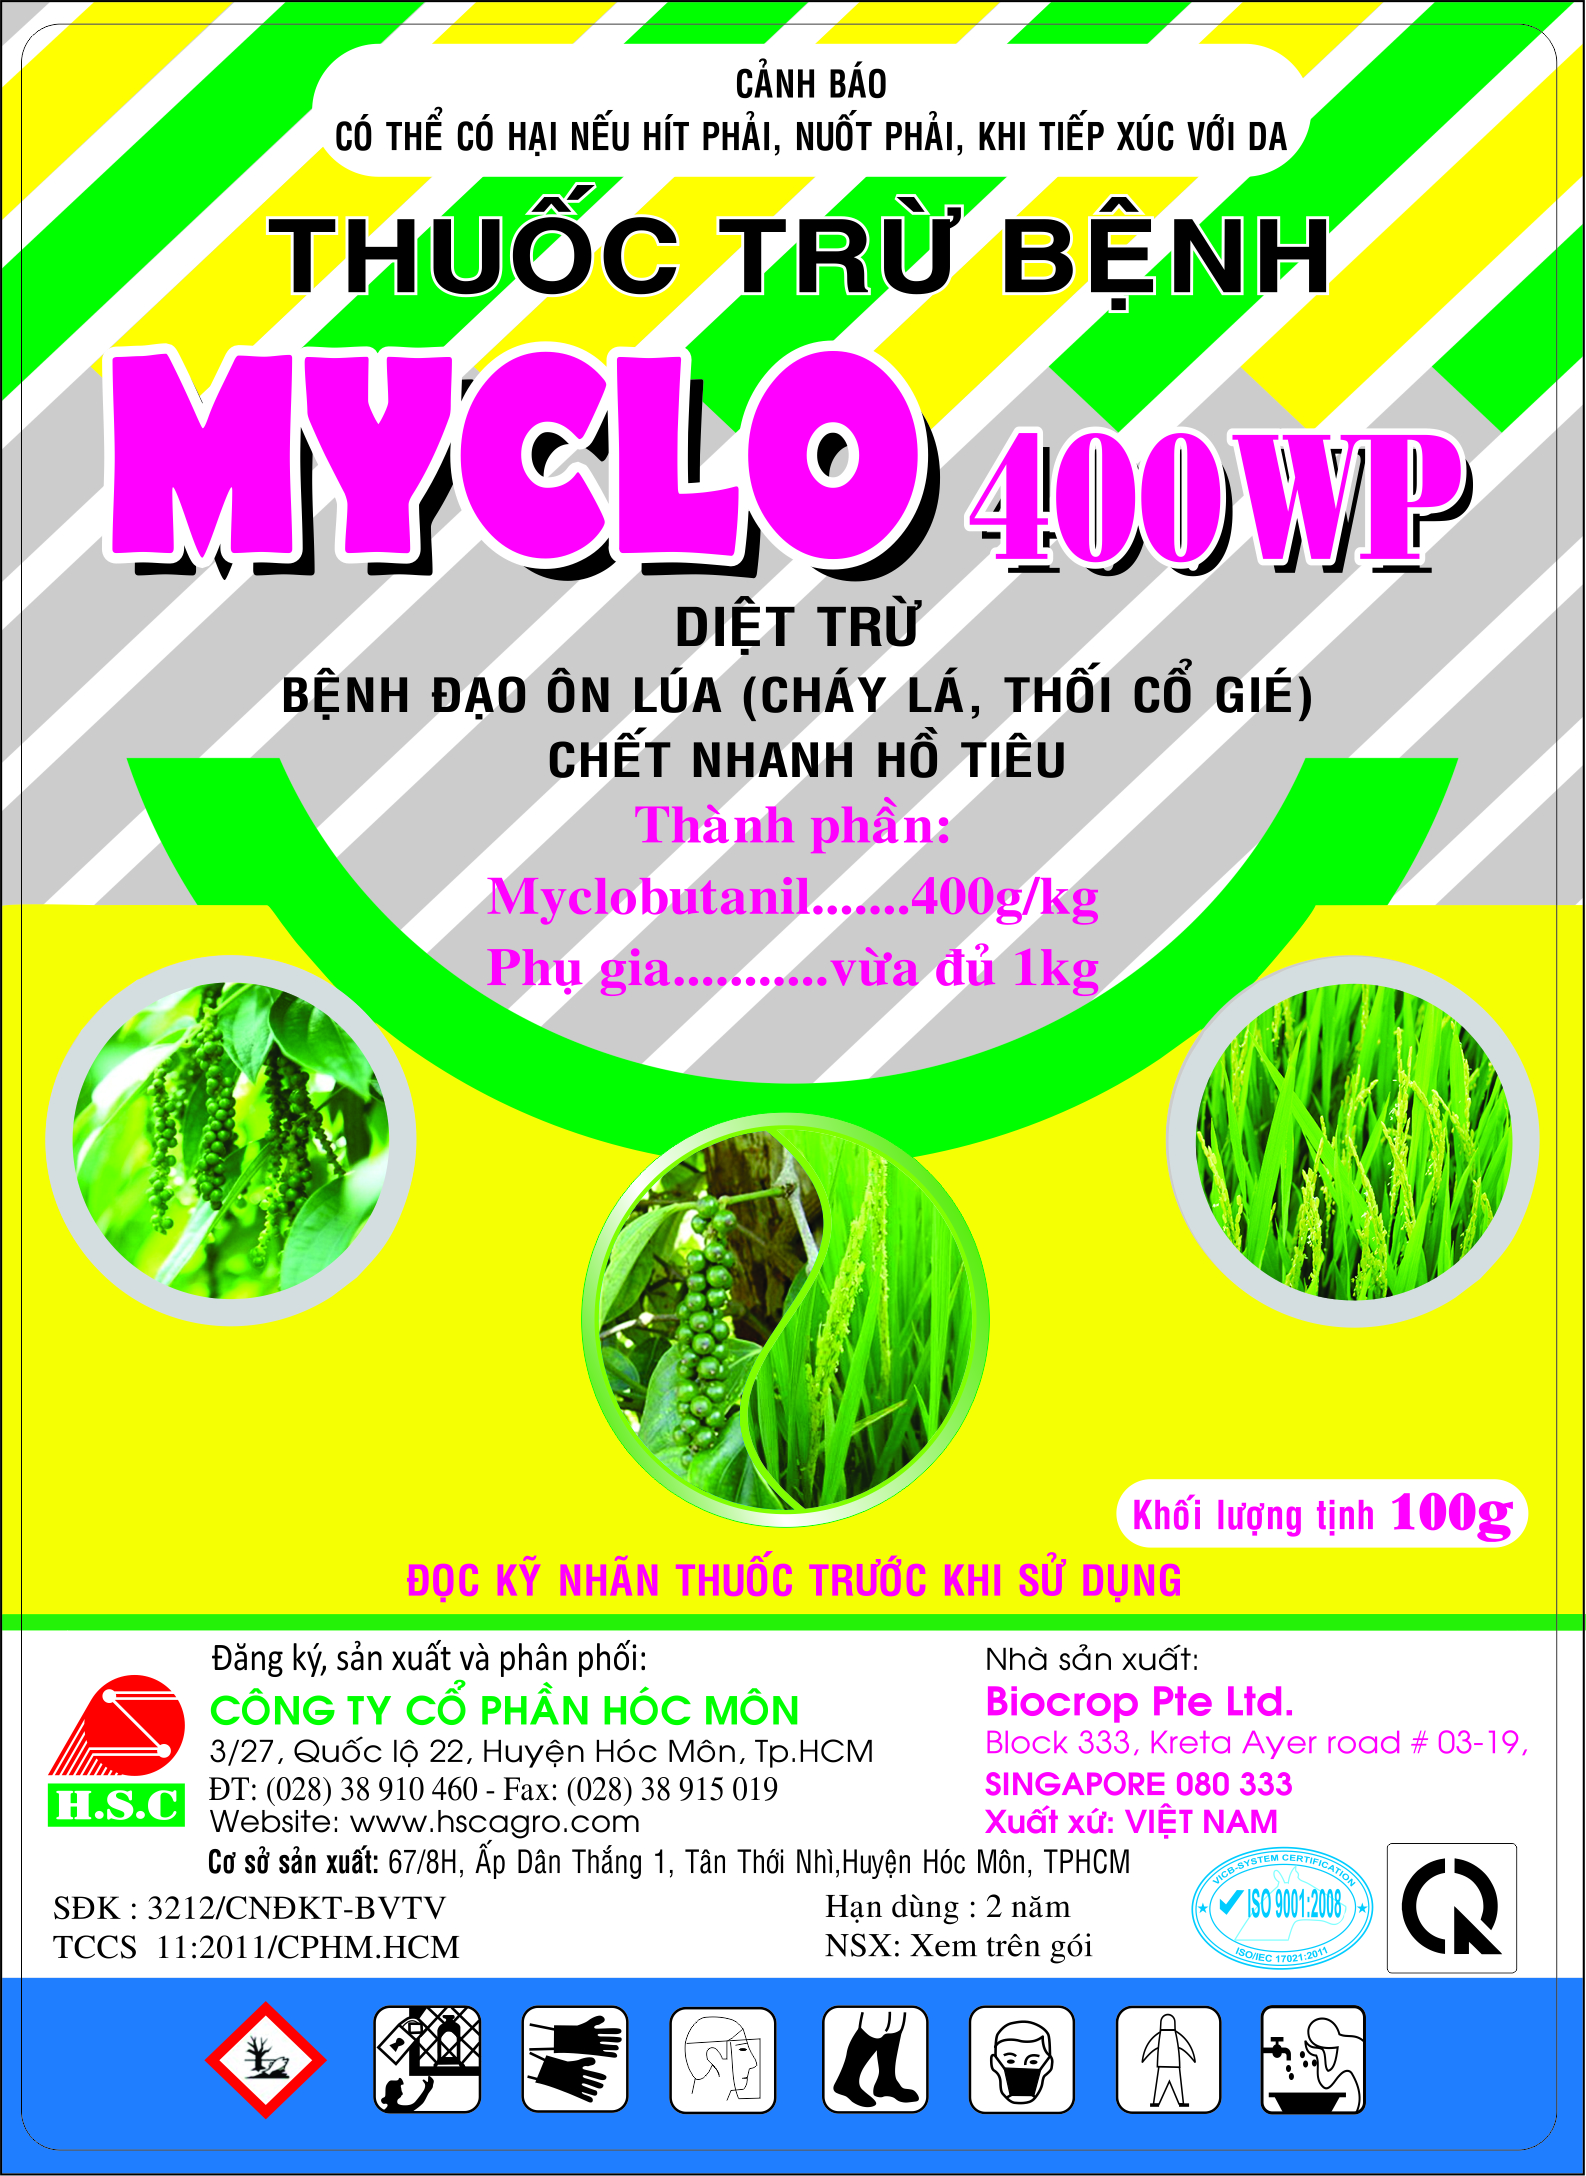 CẢNH BÁO
CÓ THỂ CÓ HẠI NẾU HÍT PHẢI, NUỐT PHẢI, KHI TIẾP XÚC VỚI DA
THUỐC TRỪ BỆNH
MYCLO 400WP
DIỆT TRỪ
BỆNH ĐẠO ÔN LÚA (CHÁY LÁ, THỐI CỔ GIÉ)
CHẾT NHANH HỒ TIÊU
Thành phần:
Myclobutanil.......400g/kg
Phụ gia...........vừa đủ 1kg
Khối lượng tịnh 100g
ĐỌC KỸ NHÃN THUỐC TRƯỚC KHI SỬ DỤNG
Đăng ký, sản xuất và phân phối:
CÔNG TY CỔ PHẦN HÓC MÔN
3/27, Quốc lộ 22, Huyện Hóc Môn, Tp.HCM
ĐT: (028) 38 910 460 - Fax: (028) 38 915 019
Website: www.hscagro.com
H.S.C
Nhà sản xuất:
Biocrop Pte Ltd.
Block 333, Kreta Ayer road # 03-19,
SINGAPORE 080 333
Xuất xứ: VIỆT NAM
Cơ sở sản xuất: 67/8H, Ấp Dân Thắng 1, Tân Thới Nhì,Huyện Hóc Môn, TPHCM
SĐK : 3212/CNĐKT-BVTV
TCCS 11:2011/CPHM.HCM
Hạn dùng : 2 năm
NSX: Xem trên gói
VICB-SYSTEM CERTIFICATION
ISO 9001:2008
ISO/IEC 17021:2011